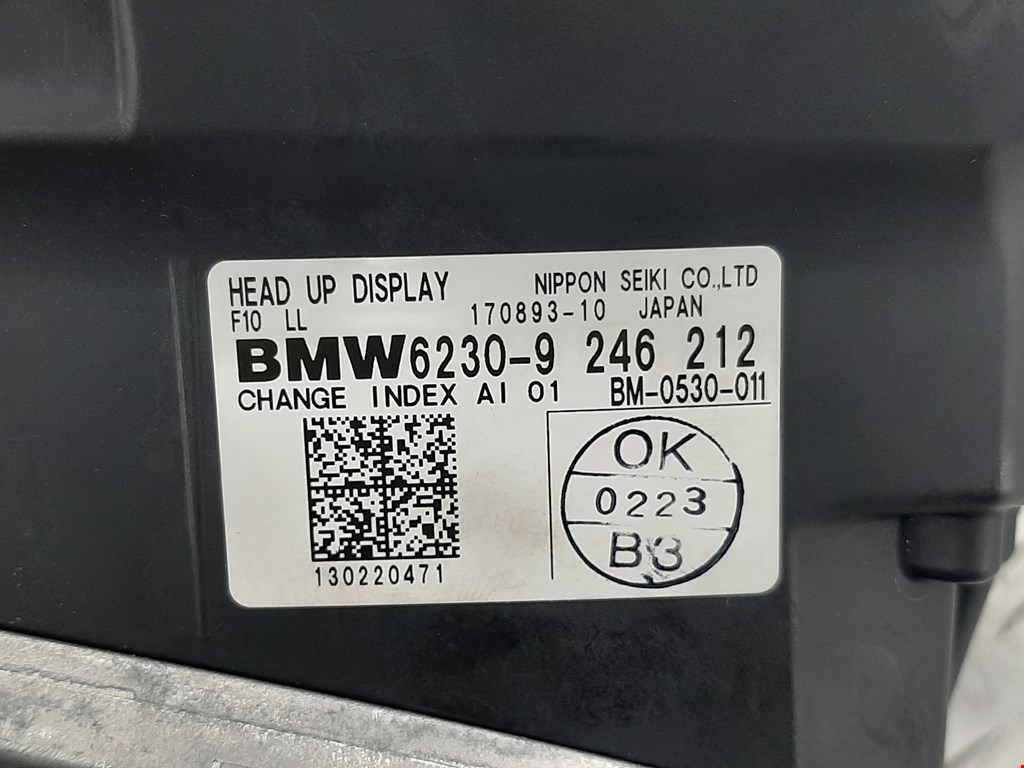 HEAD UP DISPLAY NIPPON SEIKI CO.,LTD
F10 LL 170893-10 JAPAN
BMW6230-9 246 212
CHANGE INDEX AI 01 BM-0530-011
OK
0223
B3
130220471